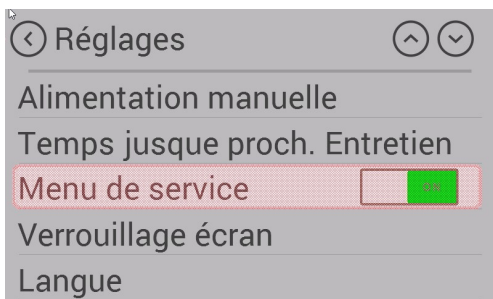 Réglages
Alimentation manuelle
Temps jusque proch. Entretien
Menu de service
Verrouillage écran
Langue